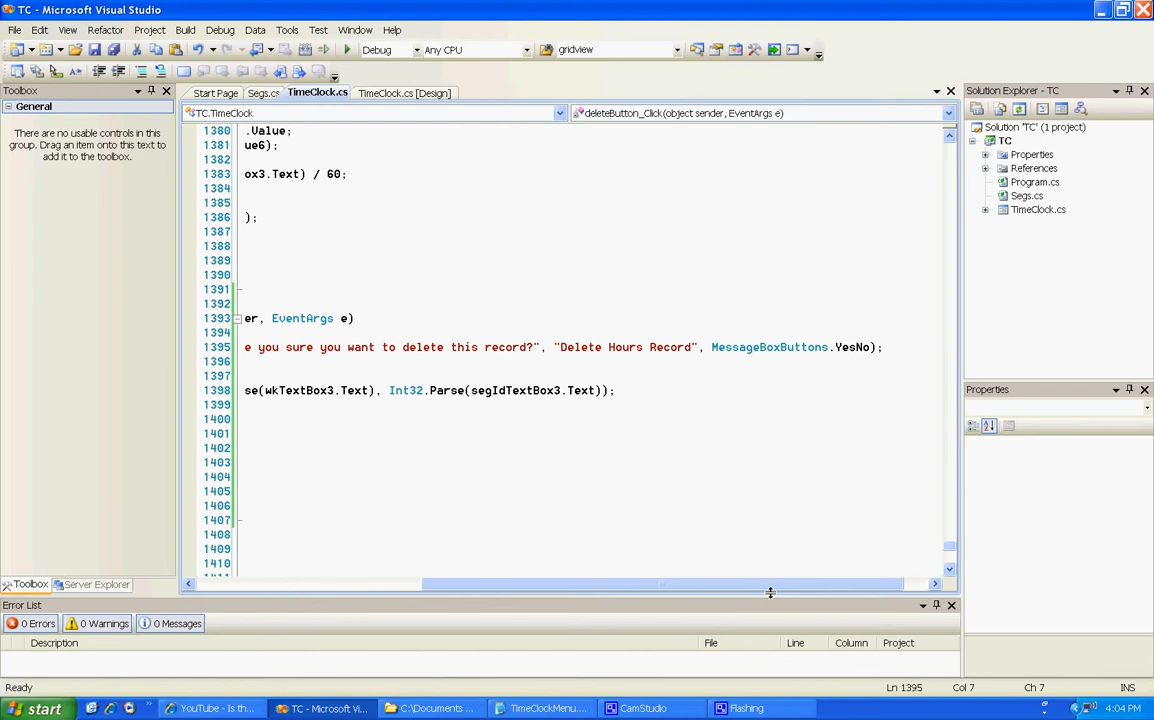 TC - Microsoft Visual Studio
File Edit View Refactor Project Build Debug Data Tools Test Window Help
Debug Any CPU gridview
Toolbox
General
There are no usable controls in this
group. Drag an item onto this text to
add it to the toolbox.
Toolbox Server Explorer
Start Page Segs.cs TimeClock.cs TimeClock.cs [Design]
TC.TimeClock deleteButton_Click(object sender, EventArgs e)
1380 .Value;
1381 ue6);
1382
1383 ox3.Text) / 60;
1384
1385
1386 );
1387
1388
1389
1390
1391
1392
1393 er, EventArgs e)
1394
1395 e you sure you want to delete this record?", "Delete Hours Record", MessageBoxButtons.YesNo);
1396
1397
1398 se(wkTextBox3.Text), Int32.Parse(segIdTextBox3.Text));
1399
1400
1401
1402
1403
1404
1405
1406
1407
1408
1409
1410
Solution Explorer - TC
Solution 'TC' (1 project)
TC
Properties
References
Program.cs
Segs.cs
TimeClock.cs
Properties
Error List
0 Errors 0 Warnings 0 Messages
Description File Line Column Project
Ready Ln 1395 Col 7 Ch 7 INS
start YouTube - Is th... TC - Microsoft Vi... C:\Documents ... TimeClockMenu.... CamStudio Flashing 4:04 PM